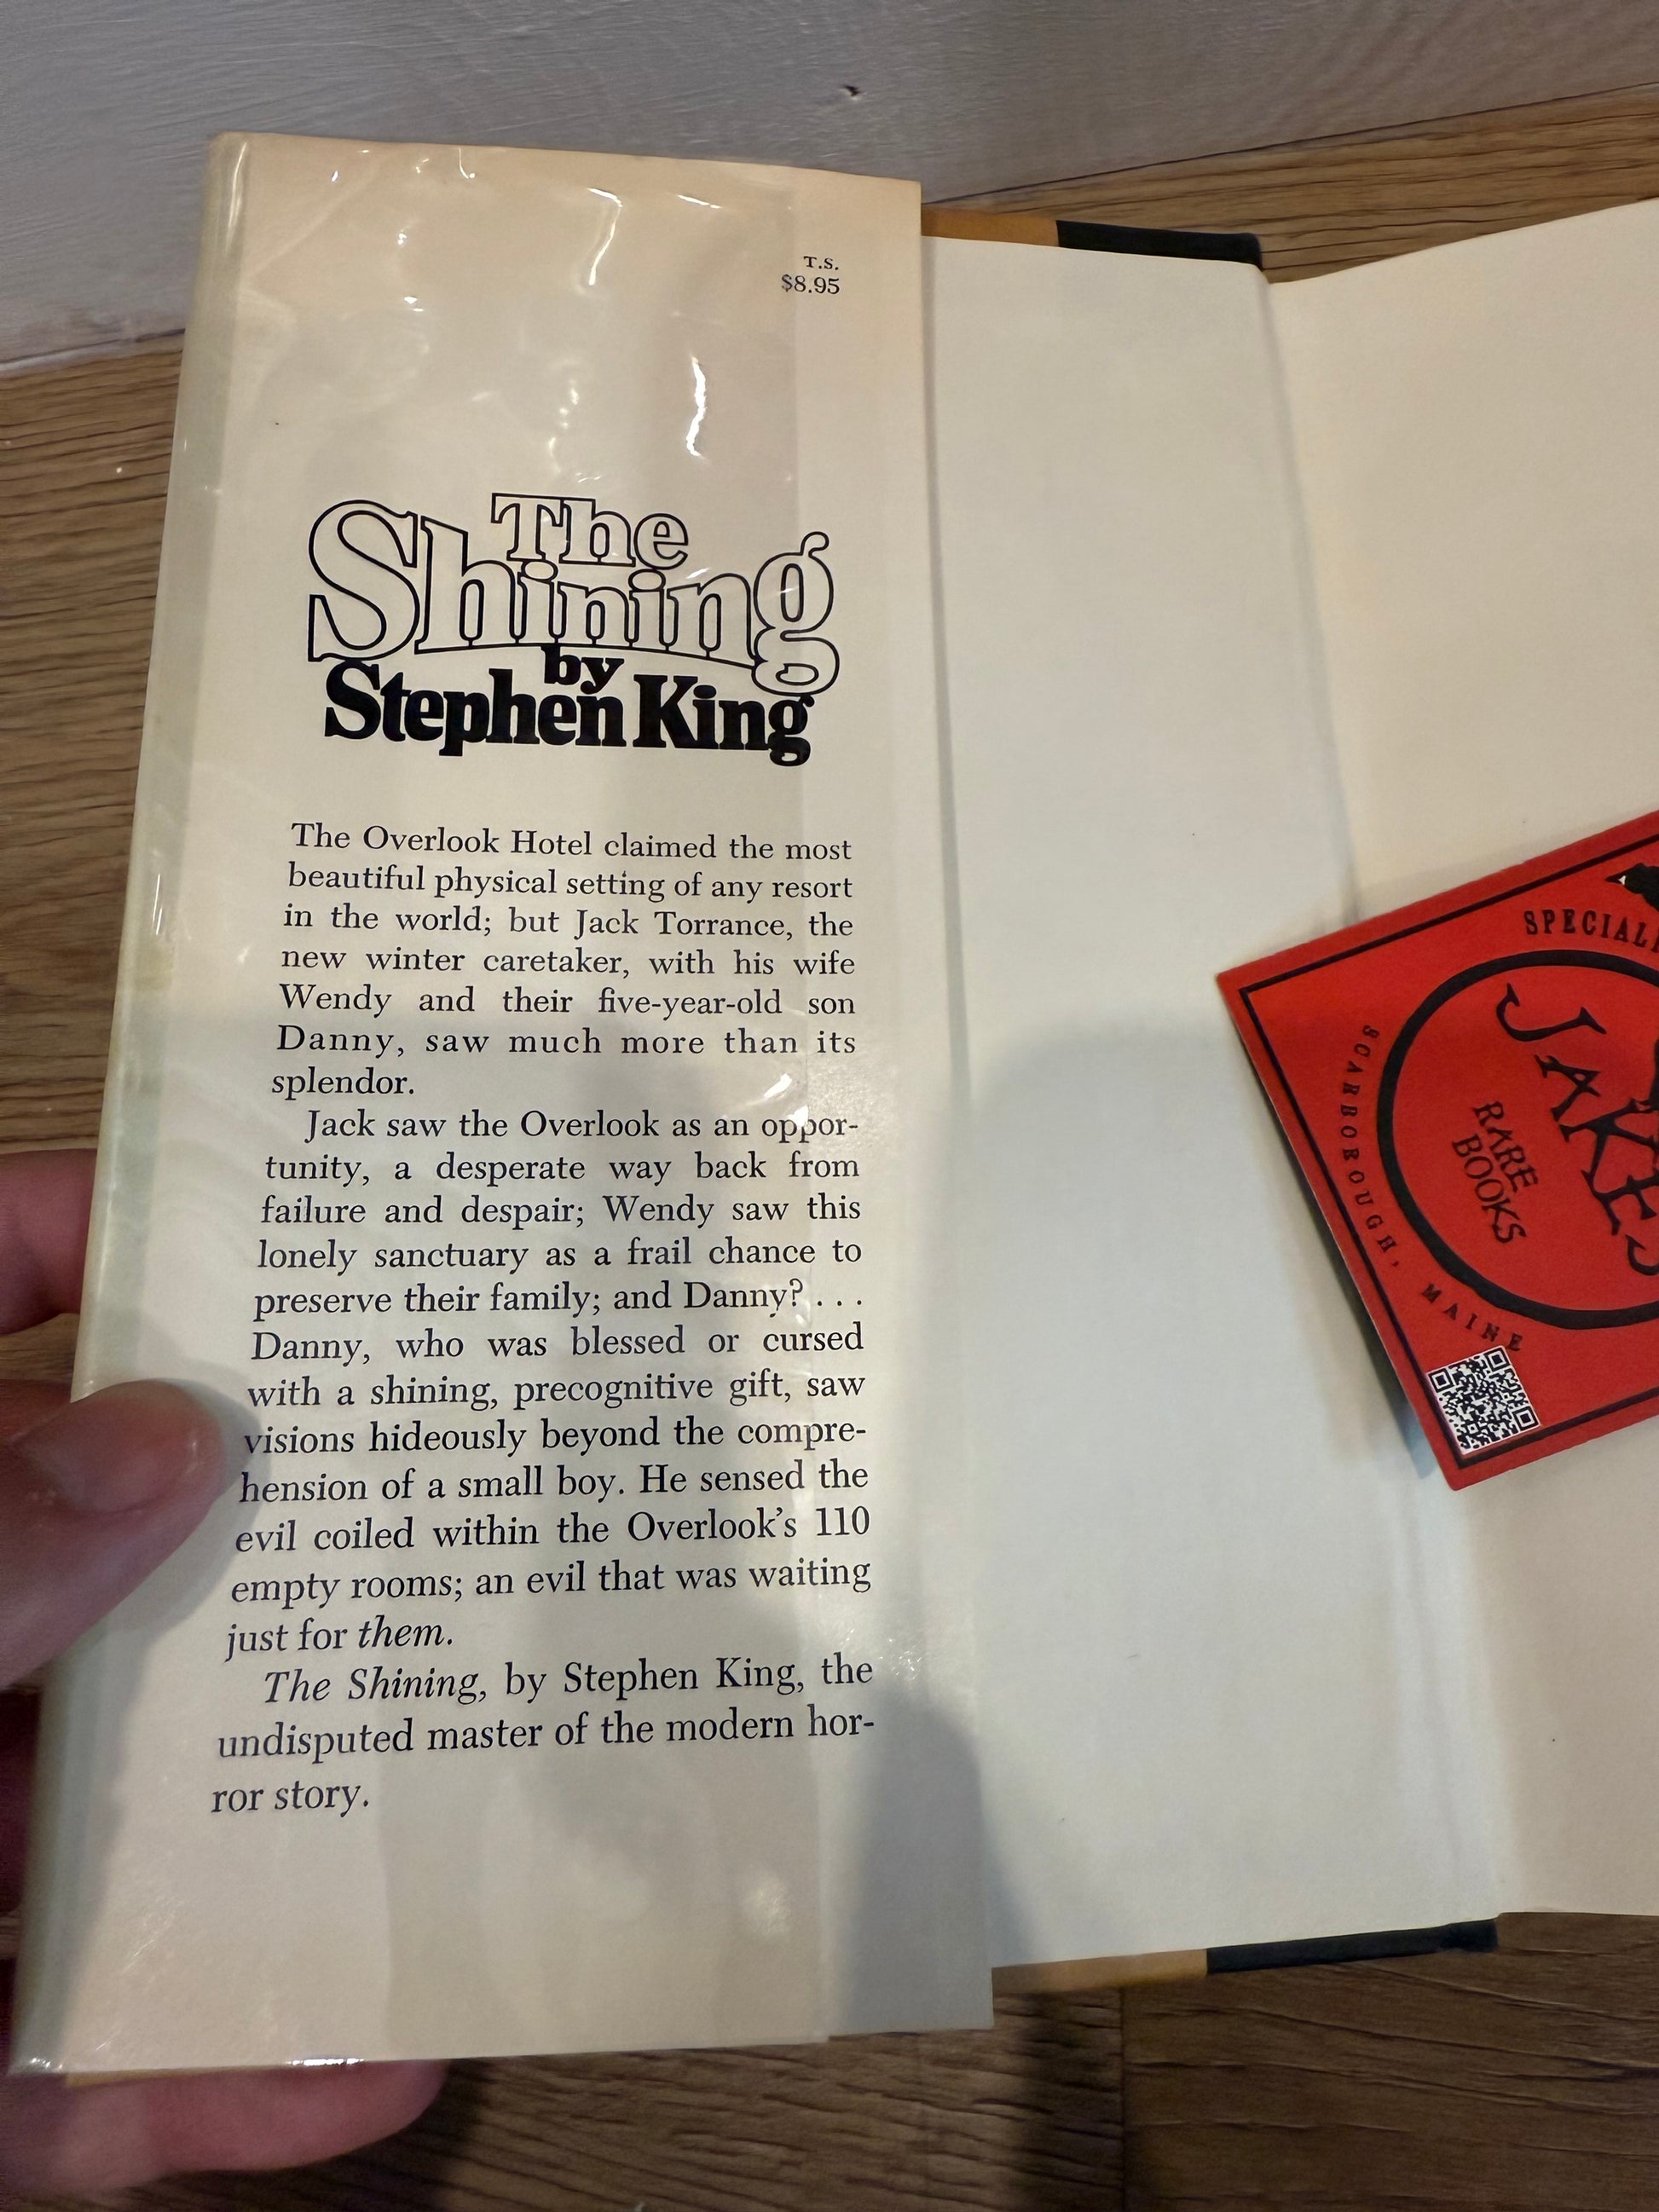 T.S.
$8.95
The
Shining
by
Stephen King
The Overlook Hotel claimed the most
beautiful physical setting of any resort
in the world; but Jack Torrance, the
new winter caretaker, with his wife
Wendy and their five-year-old son
Danny, saw much more than its
splendor.
Jack saw the Overlook as an oppor-
tunity, a desperate way back from
failure and despair; Wendy saw this
lonely sanctuary as a frail chance to
preserve their family; and Danny? . . .
Danny, who was blessed or cursed
with a shining, precognitive gift, saw
visions hideously beyond the compre-
hension of a small boy. He sensed the
evil coiled within the Overlook's 110
empty rooms; an evil that was waiting
just for them.
The Shining, by Stephen King, the
undisputed master of the modern hor-
ror story.
JAKE
RARE
BOOKS
SCARBOROUGH, MAINE